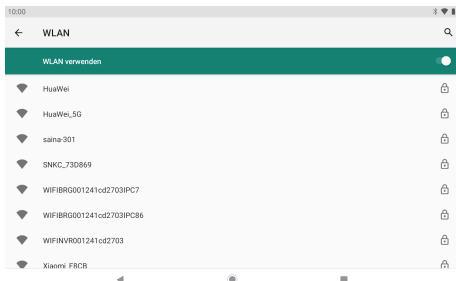 10:00
WLAN
WLAN verwenden
HuaWei
HuaWei_5G
saina-301
SNKC_73D869
WIFIBRG001241cd2703IPC7
WIFIBRG001241cd2703IPC86
WIFINVR001241cd2703
Xiaomi_F8CB